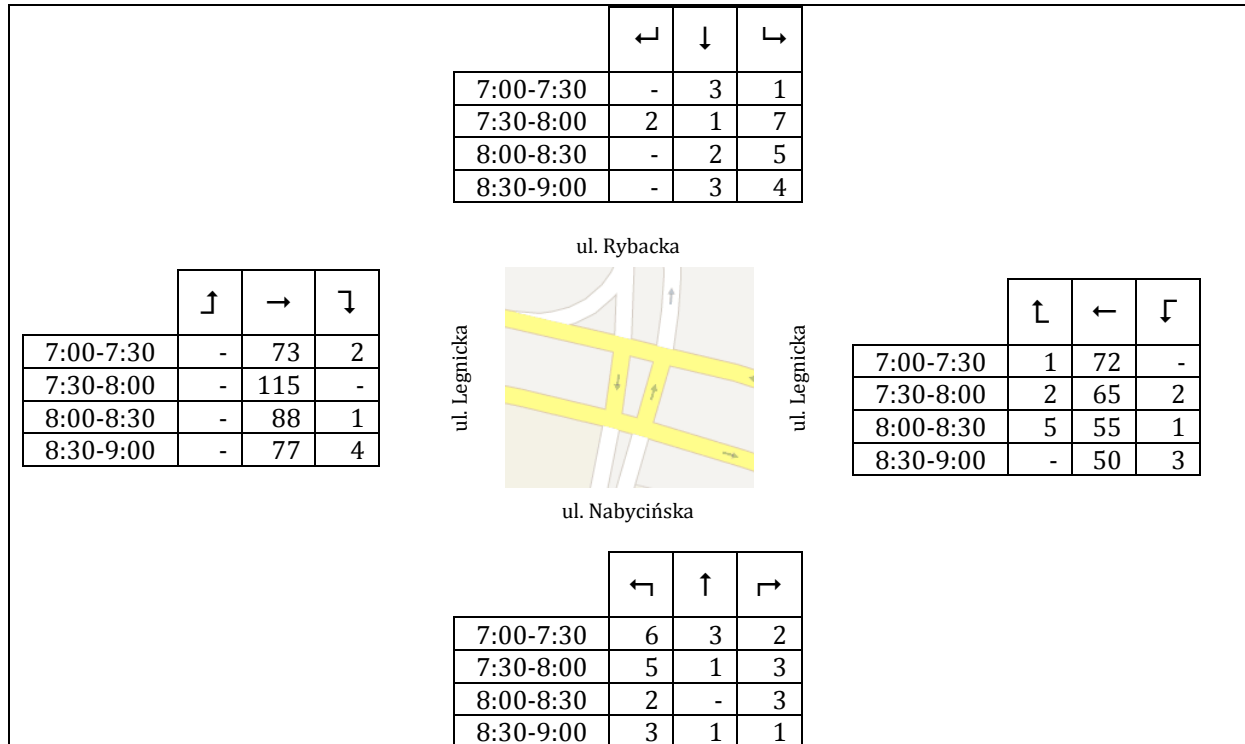 ↵ ↓ ↳
7:00-7:30 - 3 1
7:30-8:00 2 1 7
8:00-8:30 - 2 5
8:30-9:00 - 3 4
ul. Rybacka
⮥ → ⮧
7:00-7:30 - 73 2
7:30-8:00 - 115 -
8:00-8:30 - 88 1
8:30-9:00 - 77 4
ul. Legnicka
ul. Legnicka
↑ ← ↓
7:00-7:30 1 72 -
7:30-8:00 2 65 2
8:00-8:30 5 55 1
8:30-9:00 - 50 3
ul. Nabycińska
↰ ↑ ↱
7:00-7:30 6 3 2
7:30-8:00 5 1 3
8:00-8:30 2 - 3
8:30-9:00 3 1 1